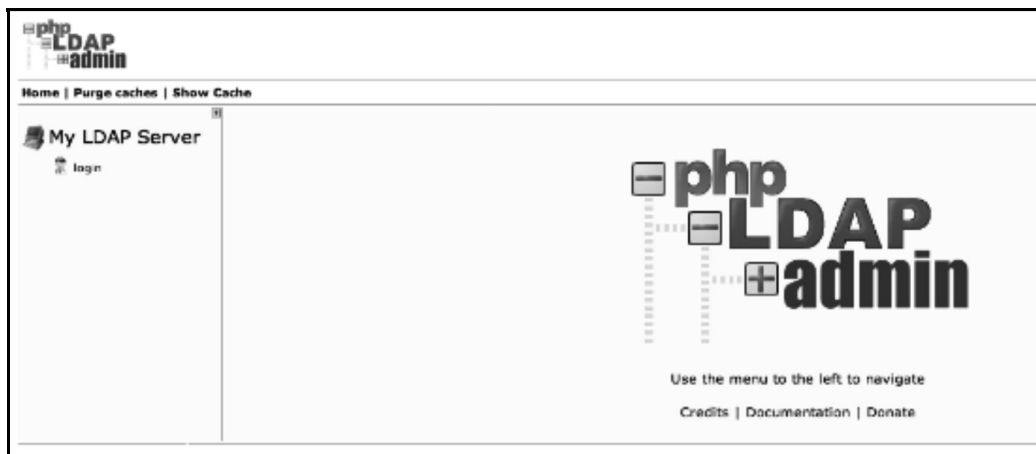 php
LDAP
admin
Home | Purge caches | Show Cache
My LDAP Server
login
php
LDAP
admin
Use the menu to the left to navigate
Credits | Documentation | Donate